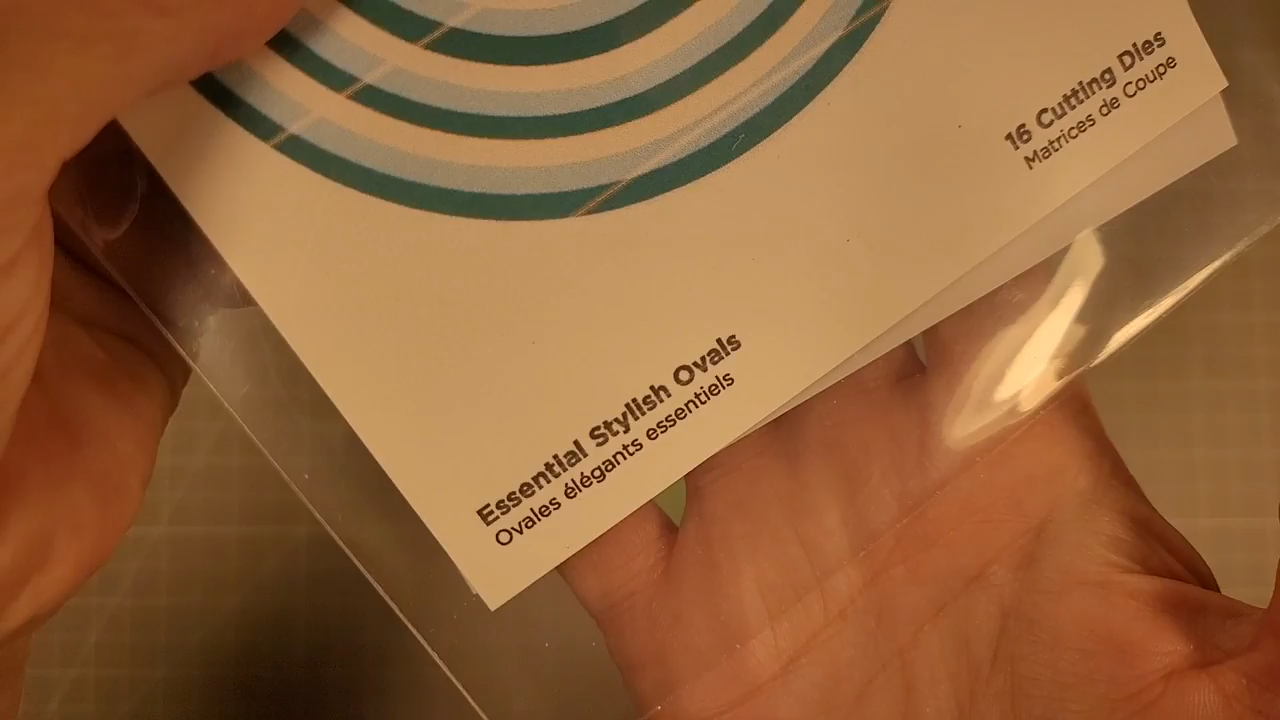 16 Cutting Dies
Matrices de Coupe
Essential Stylish Ovals
Ovales élégants essentiels